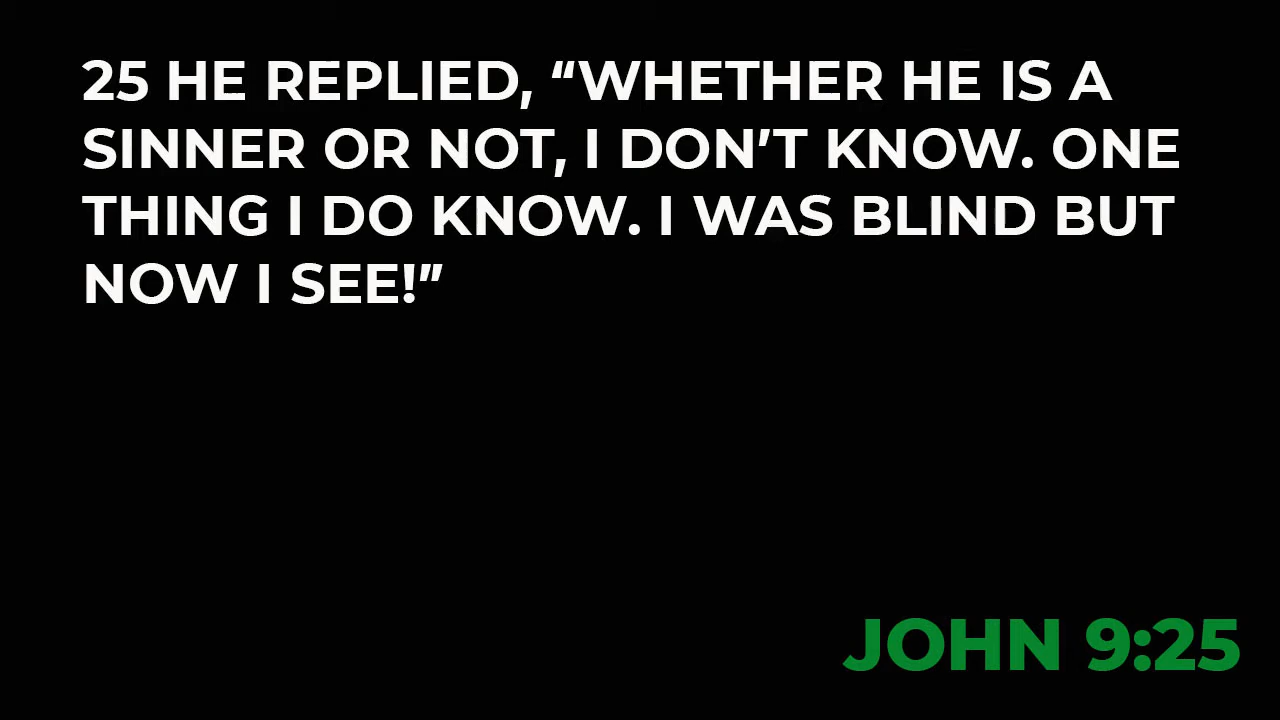 25 HE REPLIED, “WHETHER HE IS A
SINNER OR NOT, I DON’T KNOW. ONE
THING I DO KNOW. I WAS BLIND BUT
NOW I SEE!”
JOHN 9:25